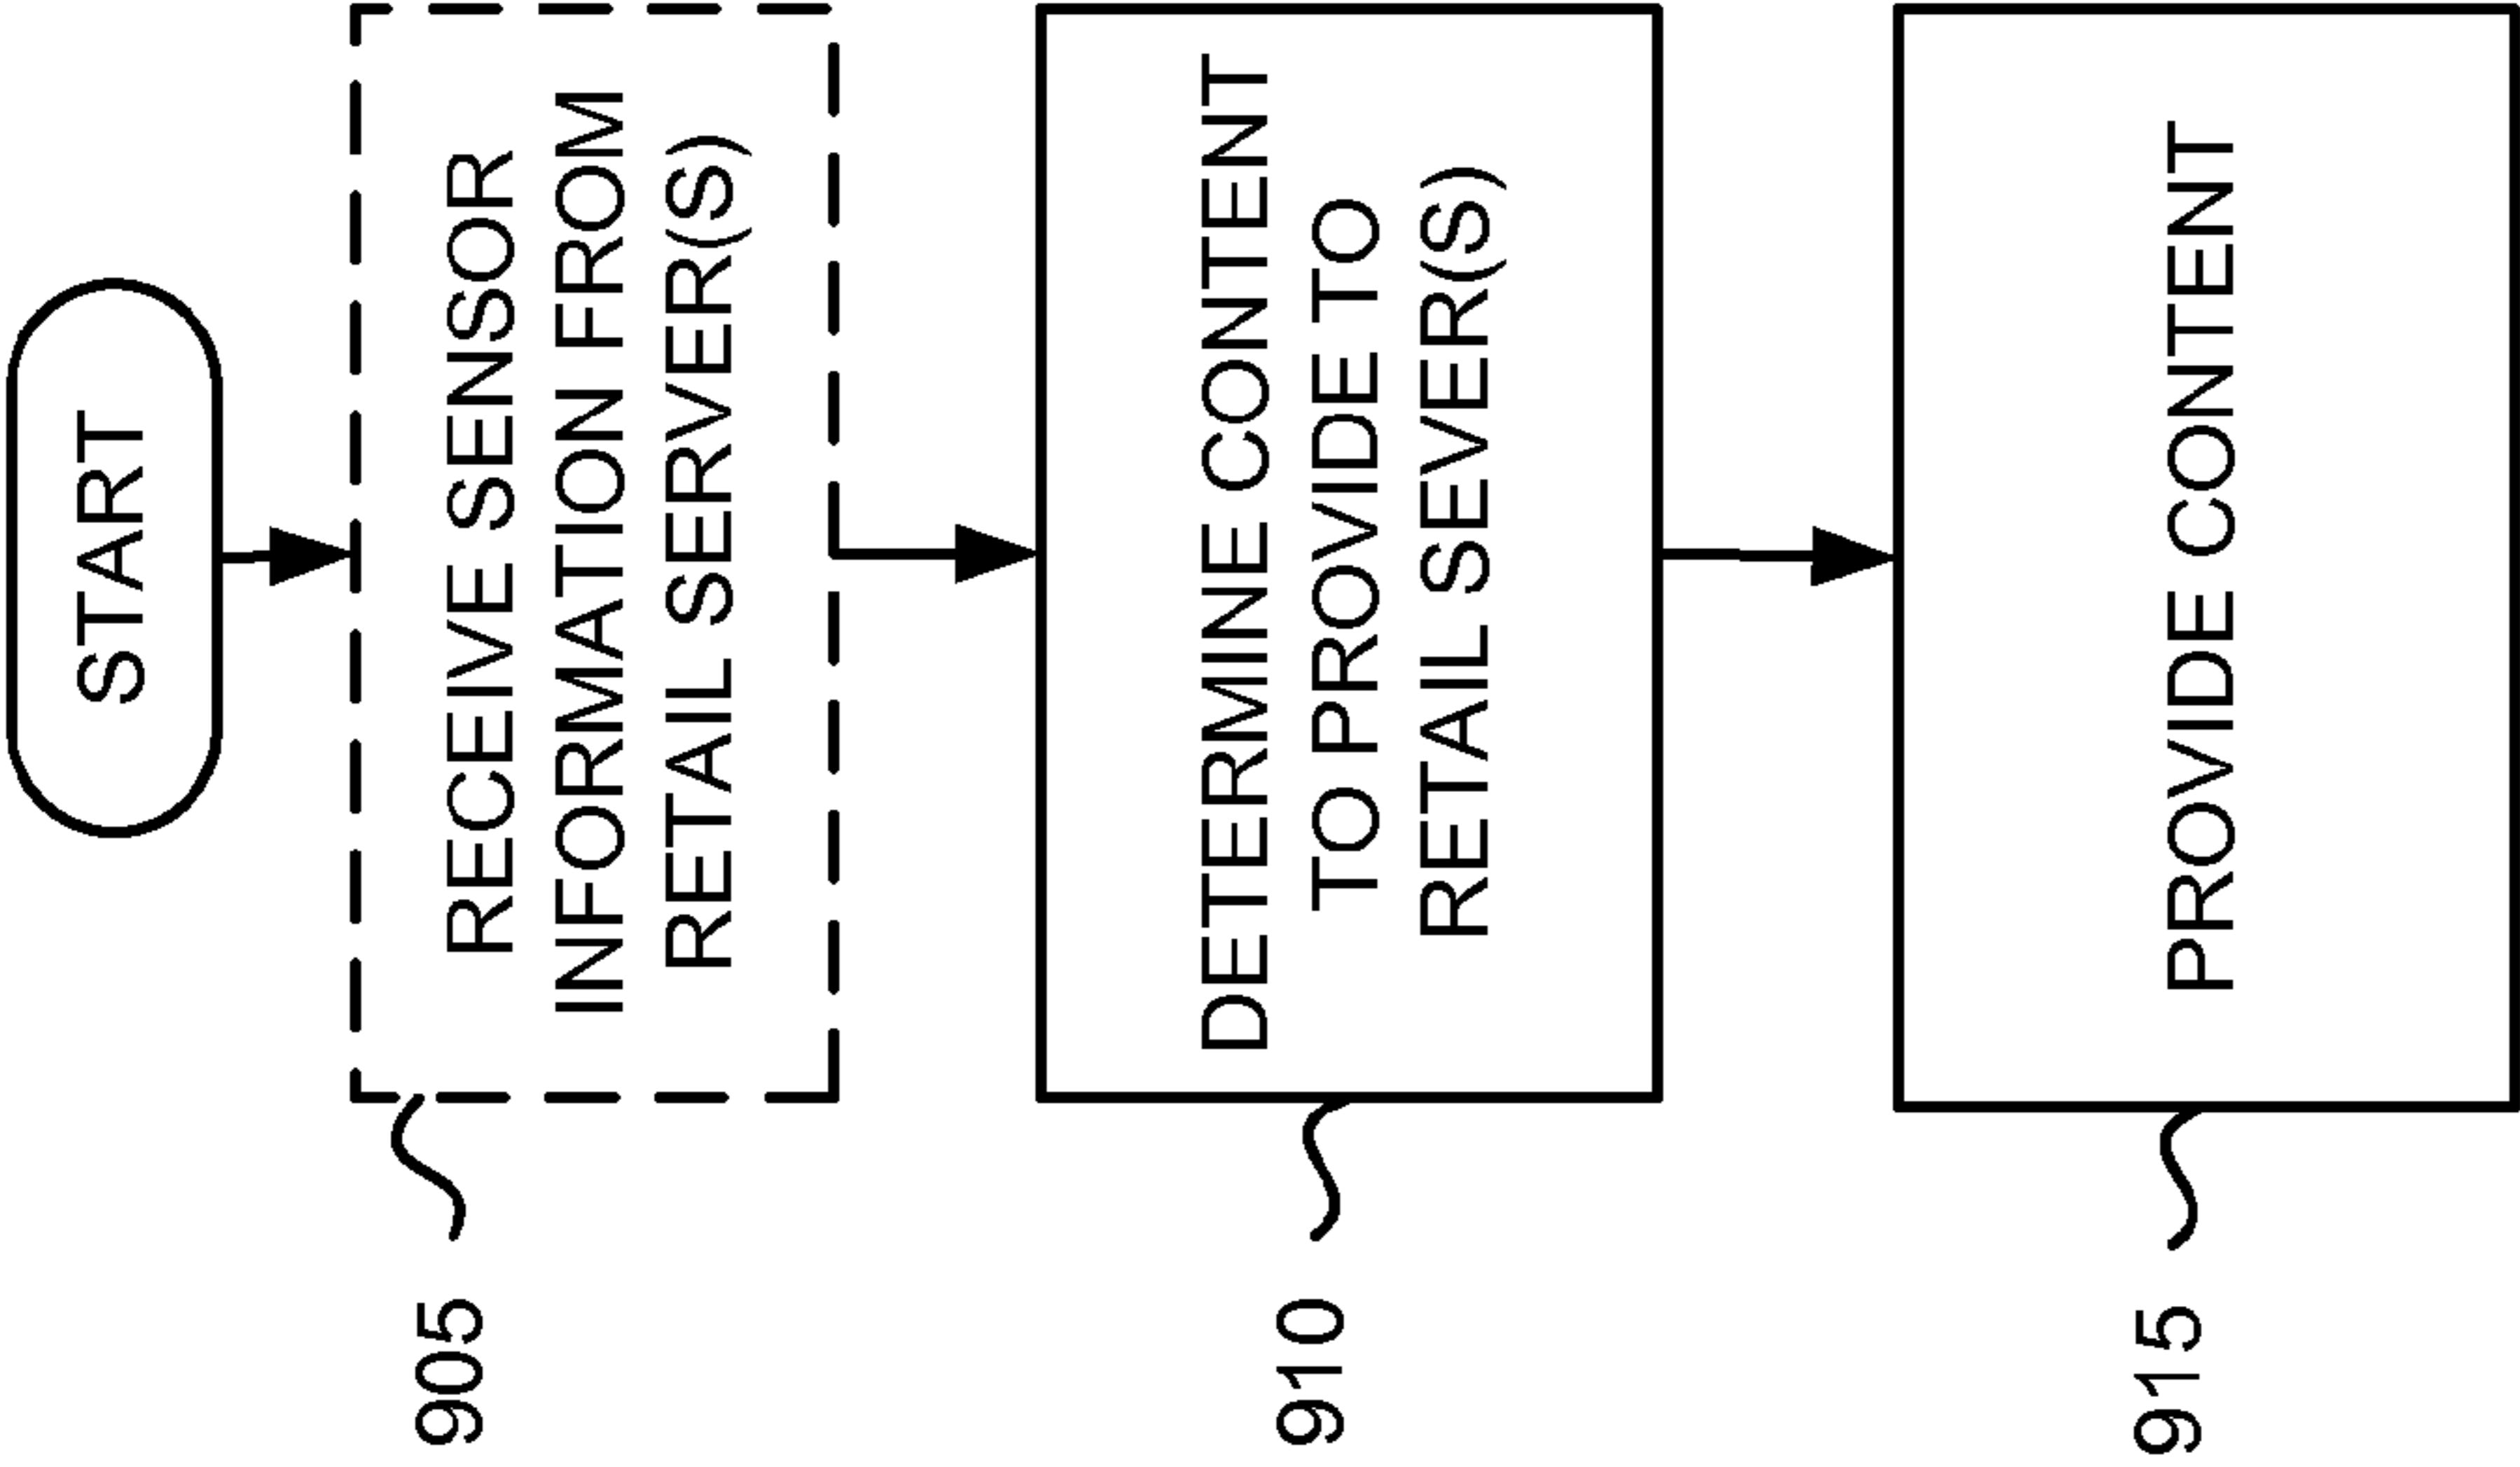 START
905
RECEIVE SENSOR
INFORMATION FROM
RETAIL SERVER(S)
910
DETERMINE CONTENT
TO PROVIDE TO
RETAIL SEVER(S)
915
PROVIDE CONTENT